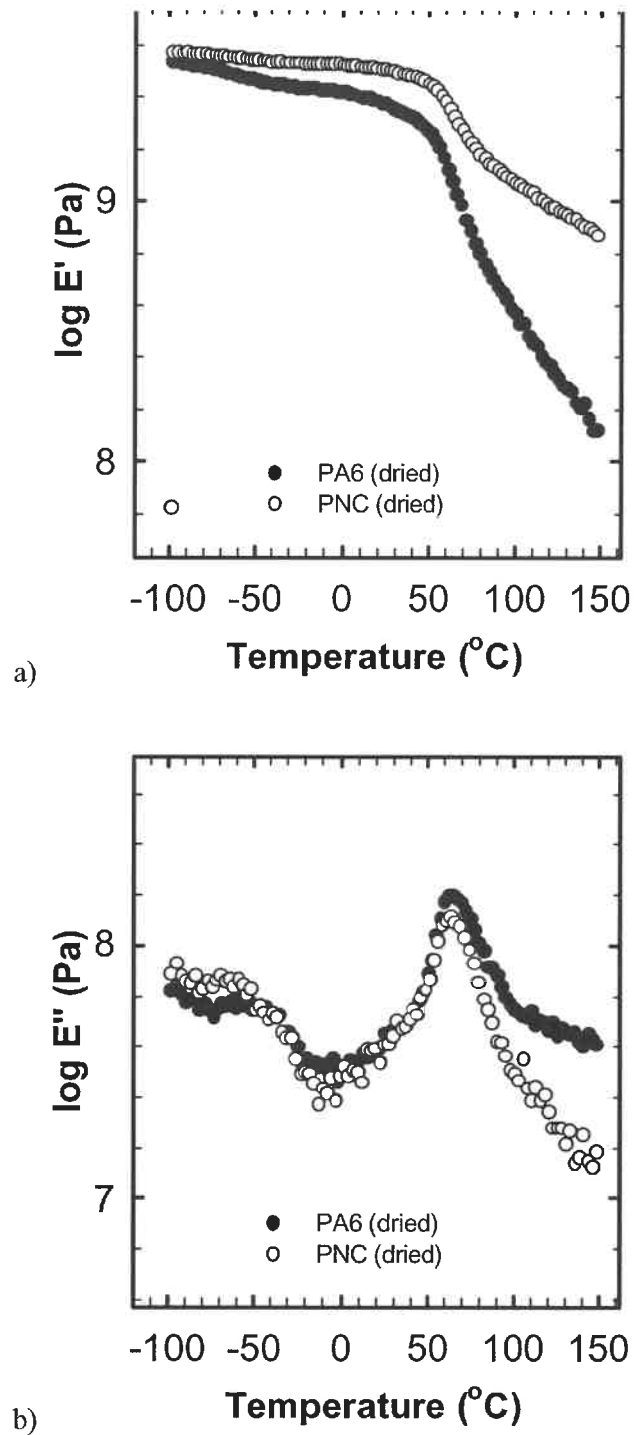 log E' (Pa)
9
8
PA6 (dried)
PNC (dried)
-100 -50 0 50 100 150
Temperature (°C)
a)
log E" (Pa)
8
7
PA6 (dried)
PNC (dried)
-100 -50 0 50 100 150
Temperature (°C)
b)